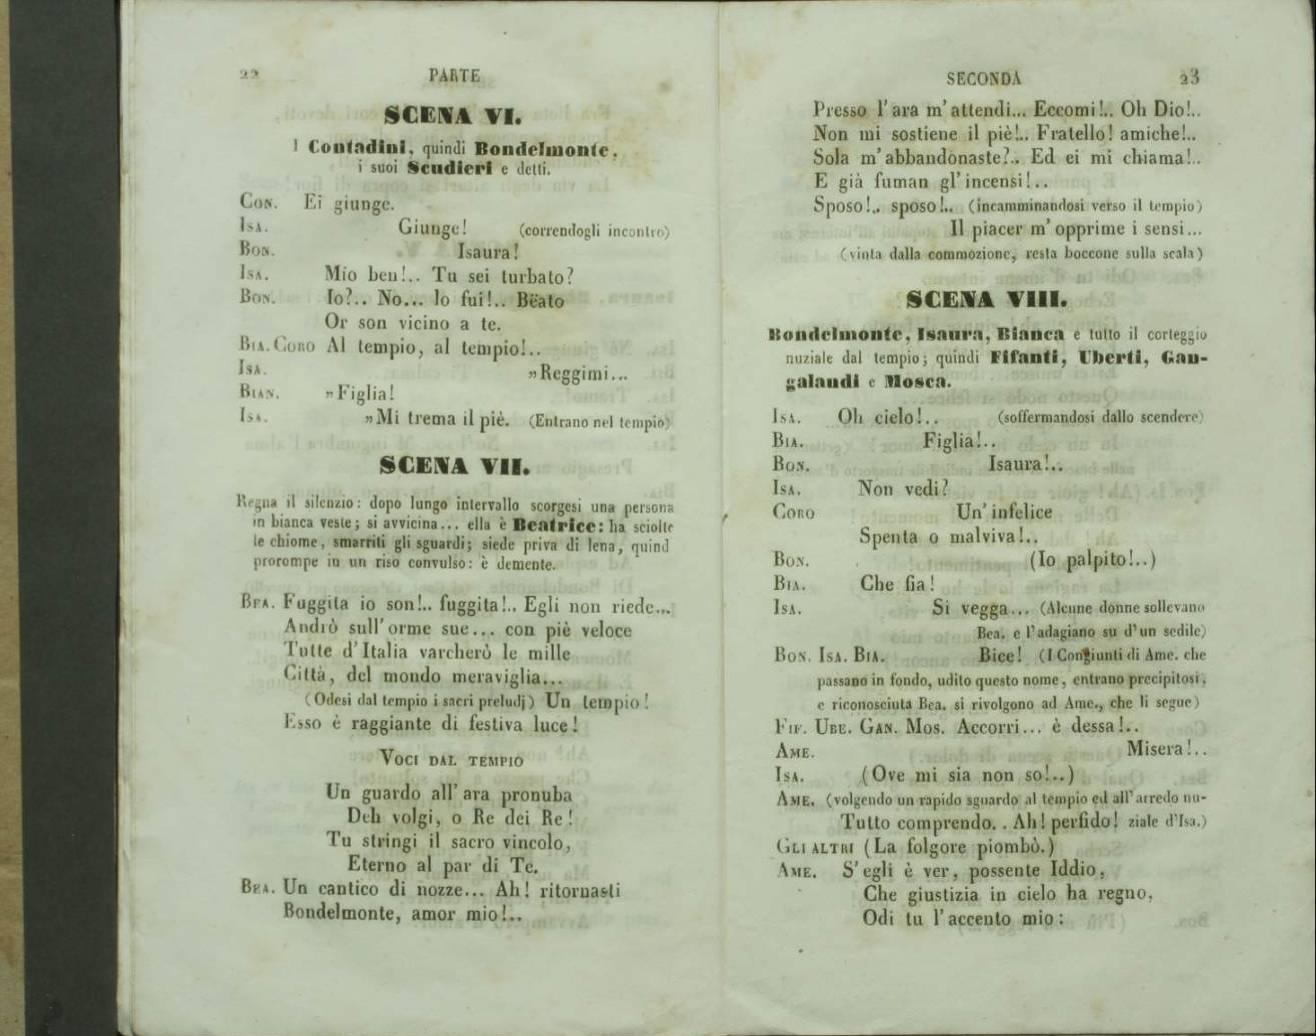 22 PARTE
SCENA VI.
I Contadini, quindi Bondelmonte,
i suoi Scudieri e detti.
CON. Ei giunge.
ISA. Giunge! (correndogli incontro)
BON. Isaura!
ISA. Mio ben!.. Tu sei turbato?
BON. Io?.. No... Io fui!.. Bëato
Or son vicino a te.
BIA. CORO Al tempio, al tempio!..
ISA. „Reggimi...
BIAN. „Figlia!
ISA. „Mi trema il piè. (Entrano nel tempio)
SCENA VII.
Regna il silenzio: dopo lungo intervallo scorgesi una persona
in bianca veste; si avvicina... ella è Beatrice: ha sciolte
le chiome, smarriti gli sguardi; siede priva di lena, quind
prorompe in un riso convulso: è demente.
BEA. Fuggita io son!.. fuggita!.. Egli non riede...
Andrò sull'orme sue... con piè veloce
Tutte d'Italia varcherò le mille
Città, del mondo meraviglia...
(Odesi dal tempio i sacri preludj) Un tempio!
Esso è raggiante di festiva luce!
VOCI DAL TEMPIO
Un guardo all'ara pronuba
Deh volgi, o Re dei Re!
Tu stringi il sacro vincolo,
Eterno al par di Te.
BEA. Un cantico di nozze... Ah! ritornasti
Bondelmonte, amor mio!..
SECONDA 23
Presso l'ara m'attendi... Eccomi!.. Oh Dio!..
Non mi sostiene il piè!.. Fratello! amiche!..
Sola m'abbandonaste?.. Ed ei mi chiama!..
E già fuman gl'incensi!..
Sposo!.. sposo!.. (incamminandosi verso il tempio)
Il piacer m'opprime i sensi...
(vinta dalla commozione, resta boccone sulla scala)
SCENA VIII.
Bondelmonte, Isaura, Bianca e tutto il corteggio
nuziale dal tempio; quindi Fifanti, Uberti, Gan-
galandi e Mosca.
ISA. Oh cielo!.. (soffermandosi dallo scendere)
BIA. Figlia!..
BON. Isaura!..
ISA. Non vedi?
CORO Un'infelice
Spenta o malviva!..
BON. (Io palpito!..)
BIA. Che fia!
ISA. Si vegga... (Alcune donne sollevano
Bea. e l'adagiano su d'un sedile)
BON. ISA. BIA. Bice! (I Congiunti di Ame. che
passano in fondo, udito questo nome, entrano precipitosi,
e riconosciuta Bea. si rivolgono ad Ame., che li segue)
FIF. UBE. GAN. MOS. Accorri... è dessa!..
AME. Misera!..
ISA. (Ove mi sia non so!..)
AME. (volgendo un rapido sguardo al tempio ed all'arredo nu-
Tutto comprendo.. Ah! perfido! ziale d'Isa.)
GLI ALTRI (La folgore piombò.)
AME. S'egli è ver, possente Iddio,
Che giustizia in cielo ha regno,
Odi tu l'accento mio: